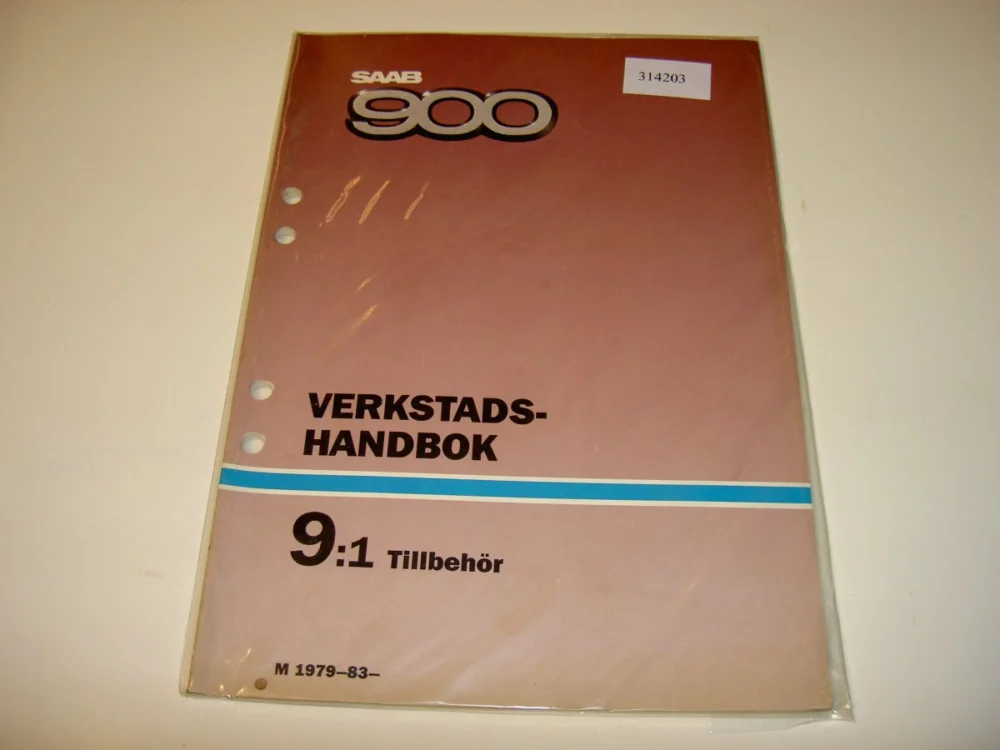 SAAB
900
314203
VERKSTADS-
HANDBOK
9:1 Tillbehör
M 1979–83–